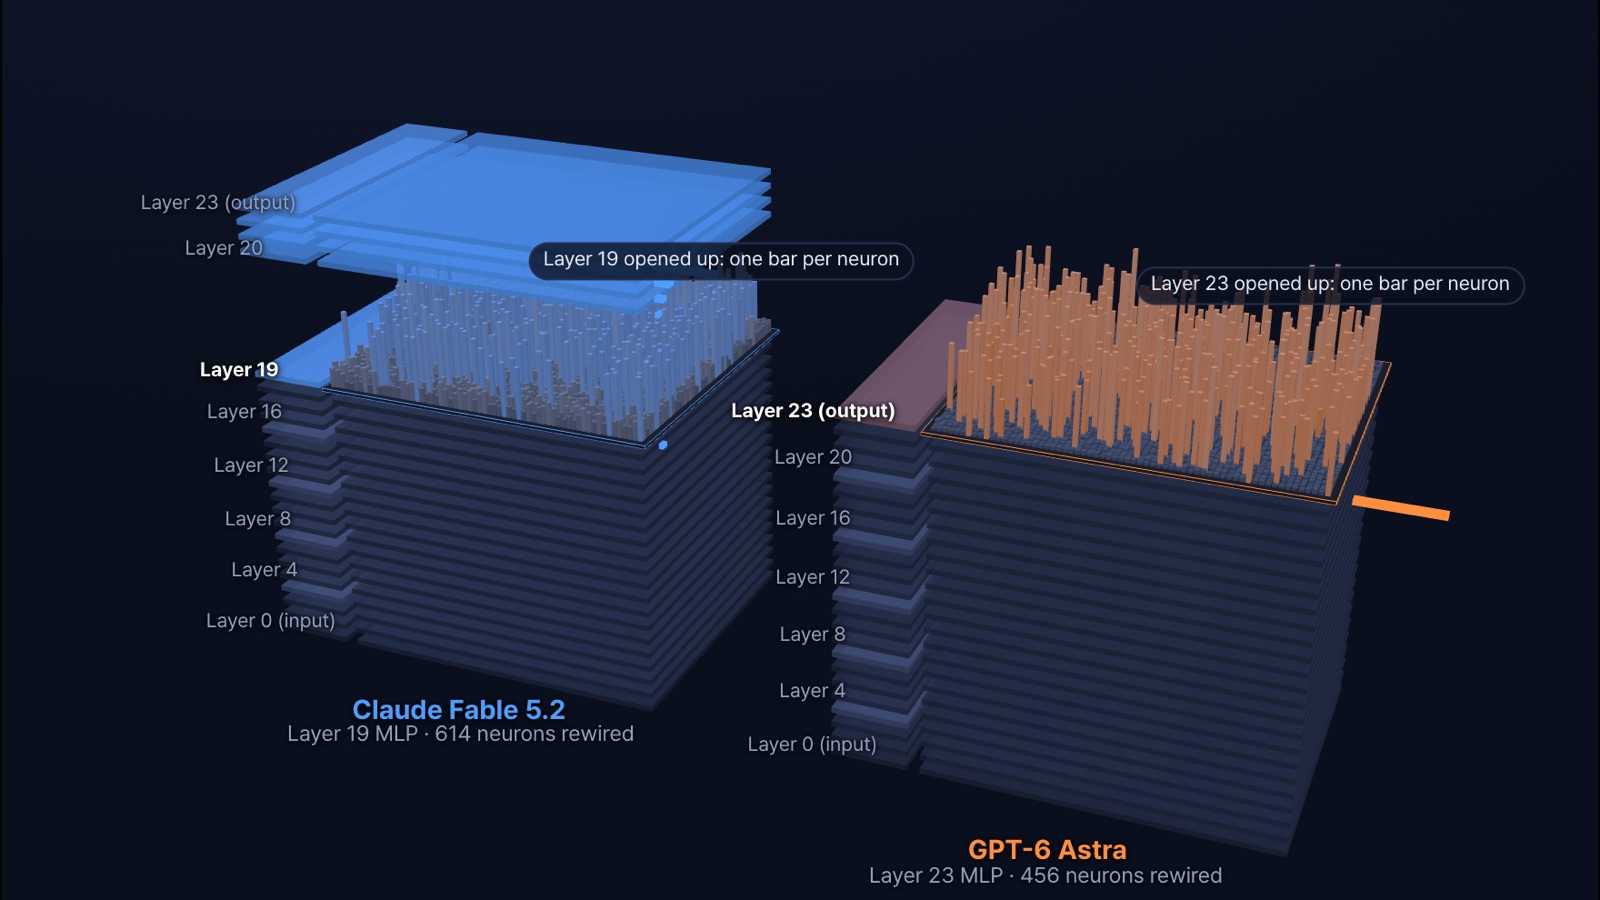 Layer 23 (output)
Layer 20
Layer 19 opened up: one bar per neuron
Layer 19
Layer 16
Layer 12
Layer 8
Layer 4
Layer 0 (input)
Claude Fable 5.2
Layer 19 MLP · 614 neurons rewired
Layer 23 opened up: one bar per neuron
Layer 23 (output)
Layer 20
Layer 16
Layer 12
Layer 8
Layer 4
Layer 0 (input)
GPT-6 Astra
Layer 23 MLP · 456 neurons rewired